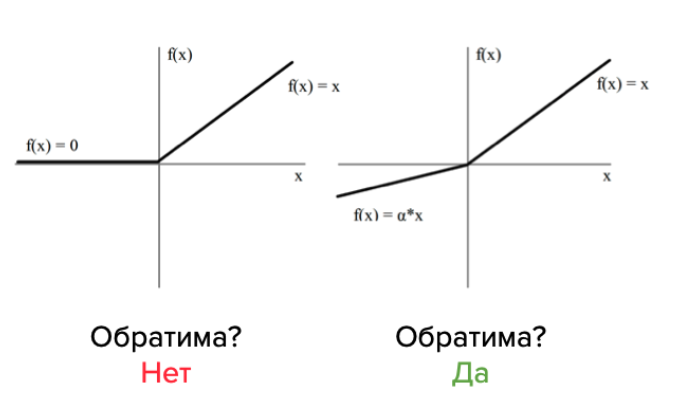 f(x)
f(x) = x
f(x) = 0
x
f(x)
f(x) = x
x
f(x) = α*x
Обратима?
Нет
Обратима?
Да